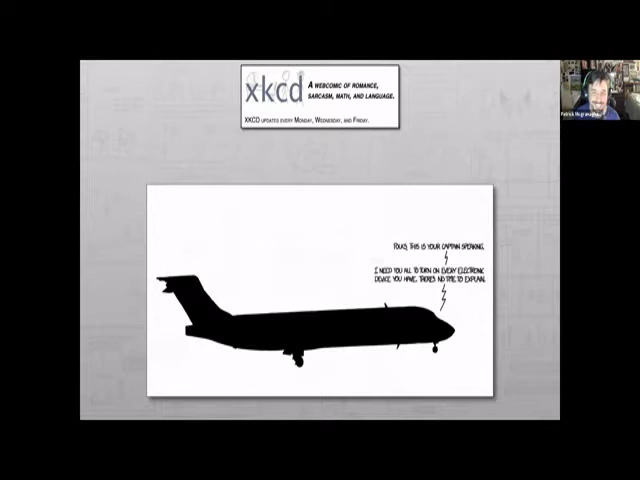 xkcd
A WEBCOMIC OF ROMANCE,
SARCASM, MATH, AND LANGUAGE.
XKCD UPDATES EVERY MONDAY, WEDNESDAY, AND FRIDAY.
FOLKS, THIS IS YOUR CAPTAIN SPEAKING.
I NEED YOU ALL TO TURN ON EVERY ELECTRONIC
DEVICE YOU HAVE. THERE'S NO TIME TO EXPLAIN.
Patrick